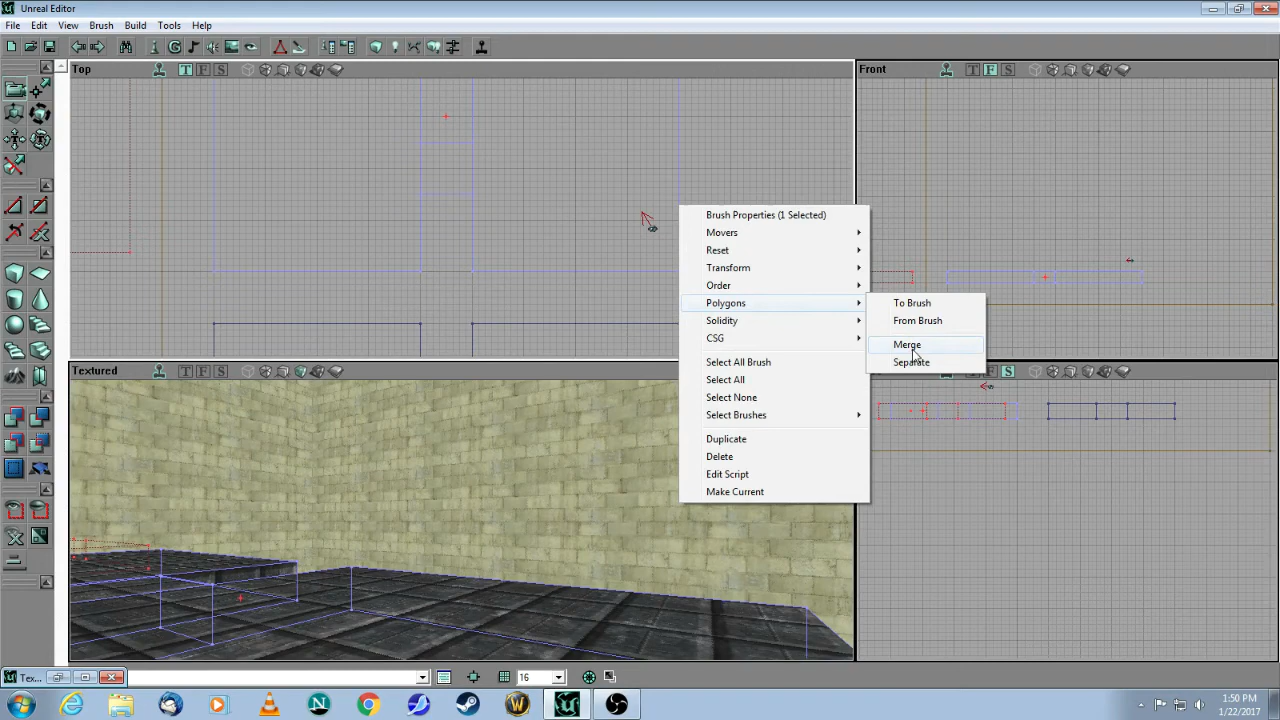 Unreal Editor
File Edit View Brush Build Tools Help
Top
T F S
Front
T F S
Brush Properties (1 Selected)
Movers
Reset
Transform
Order
Polygons
Solidity
CSG
Select All Brush
Select All
Select None
Select Brushes
Duplicate
Delete
Edit Script
Make Current
To Brush
From Brush
Merge
Separate
Textured
T F S
S
Tex...
16
1:50 PM
1/22/2017